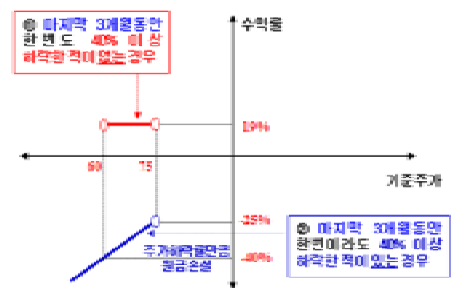 마지막 3개월동안
한번도 40% 이상
하락한적이없는경우
수익률
19%
60
75
기준주가
-25%
-40%
주가하락률만큼
원금손실
마지막 3개월동안
한번이라도 40% 이상
하락한적이있는경우